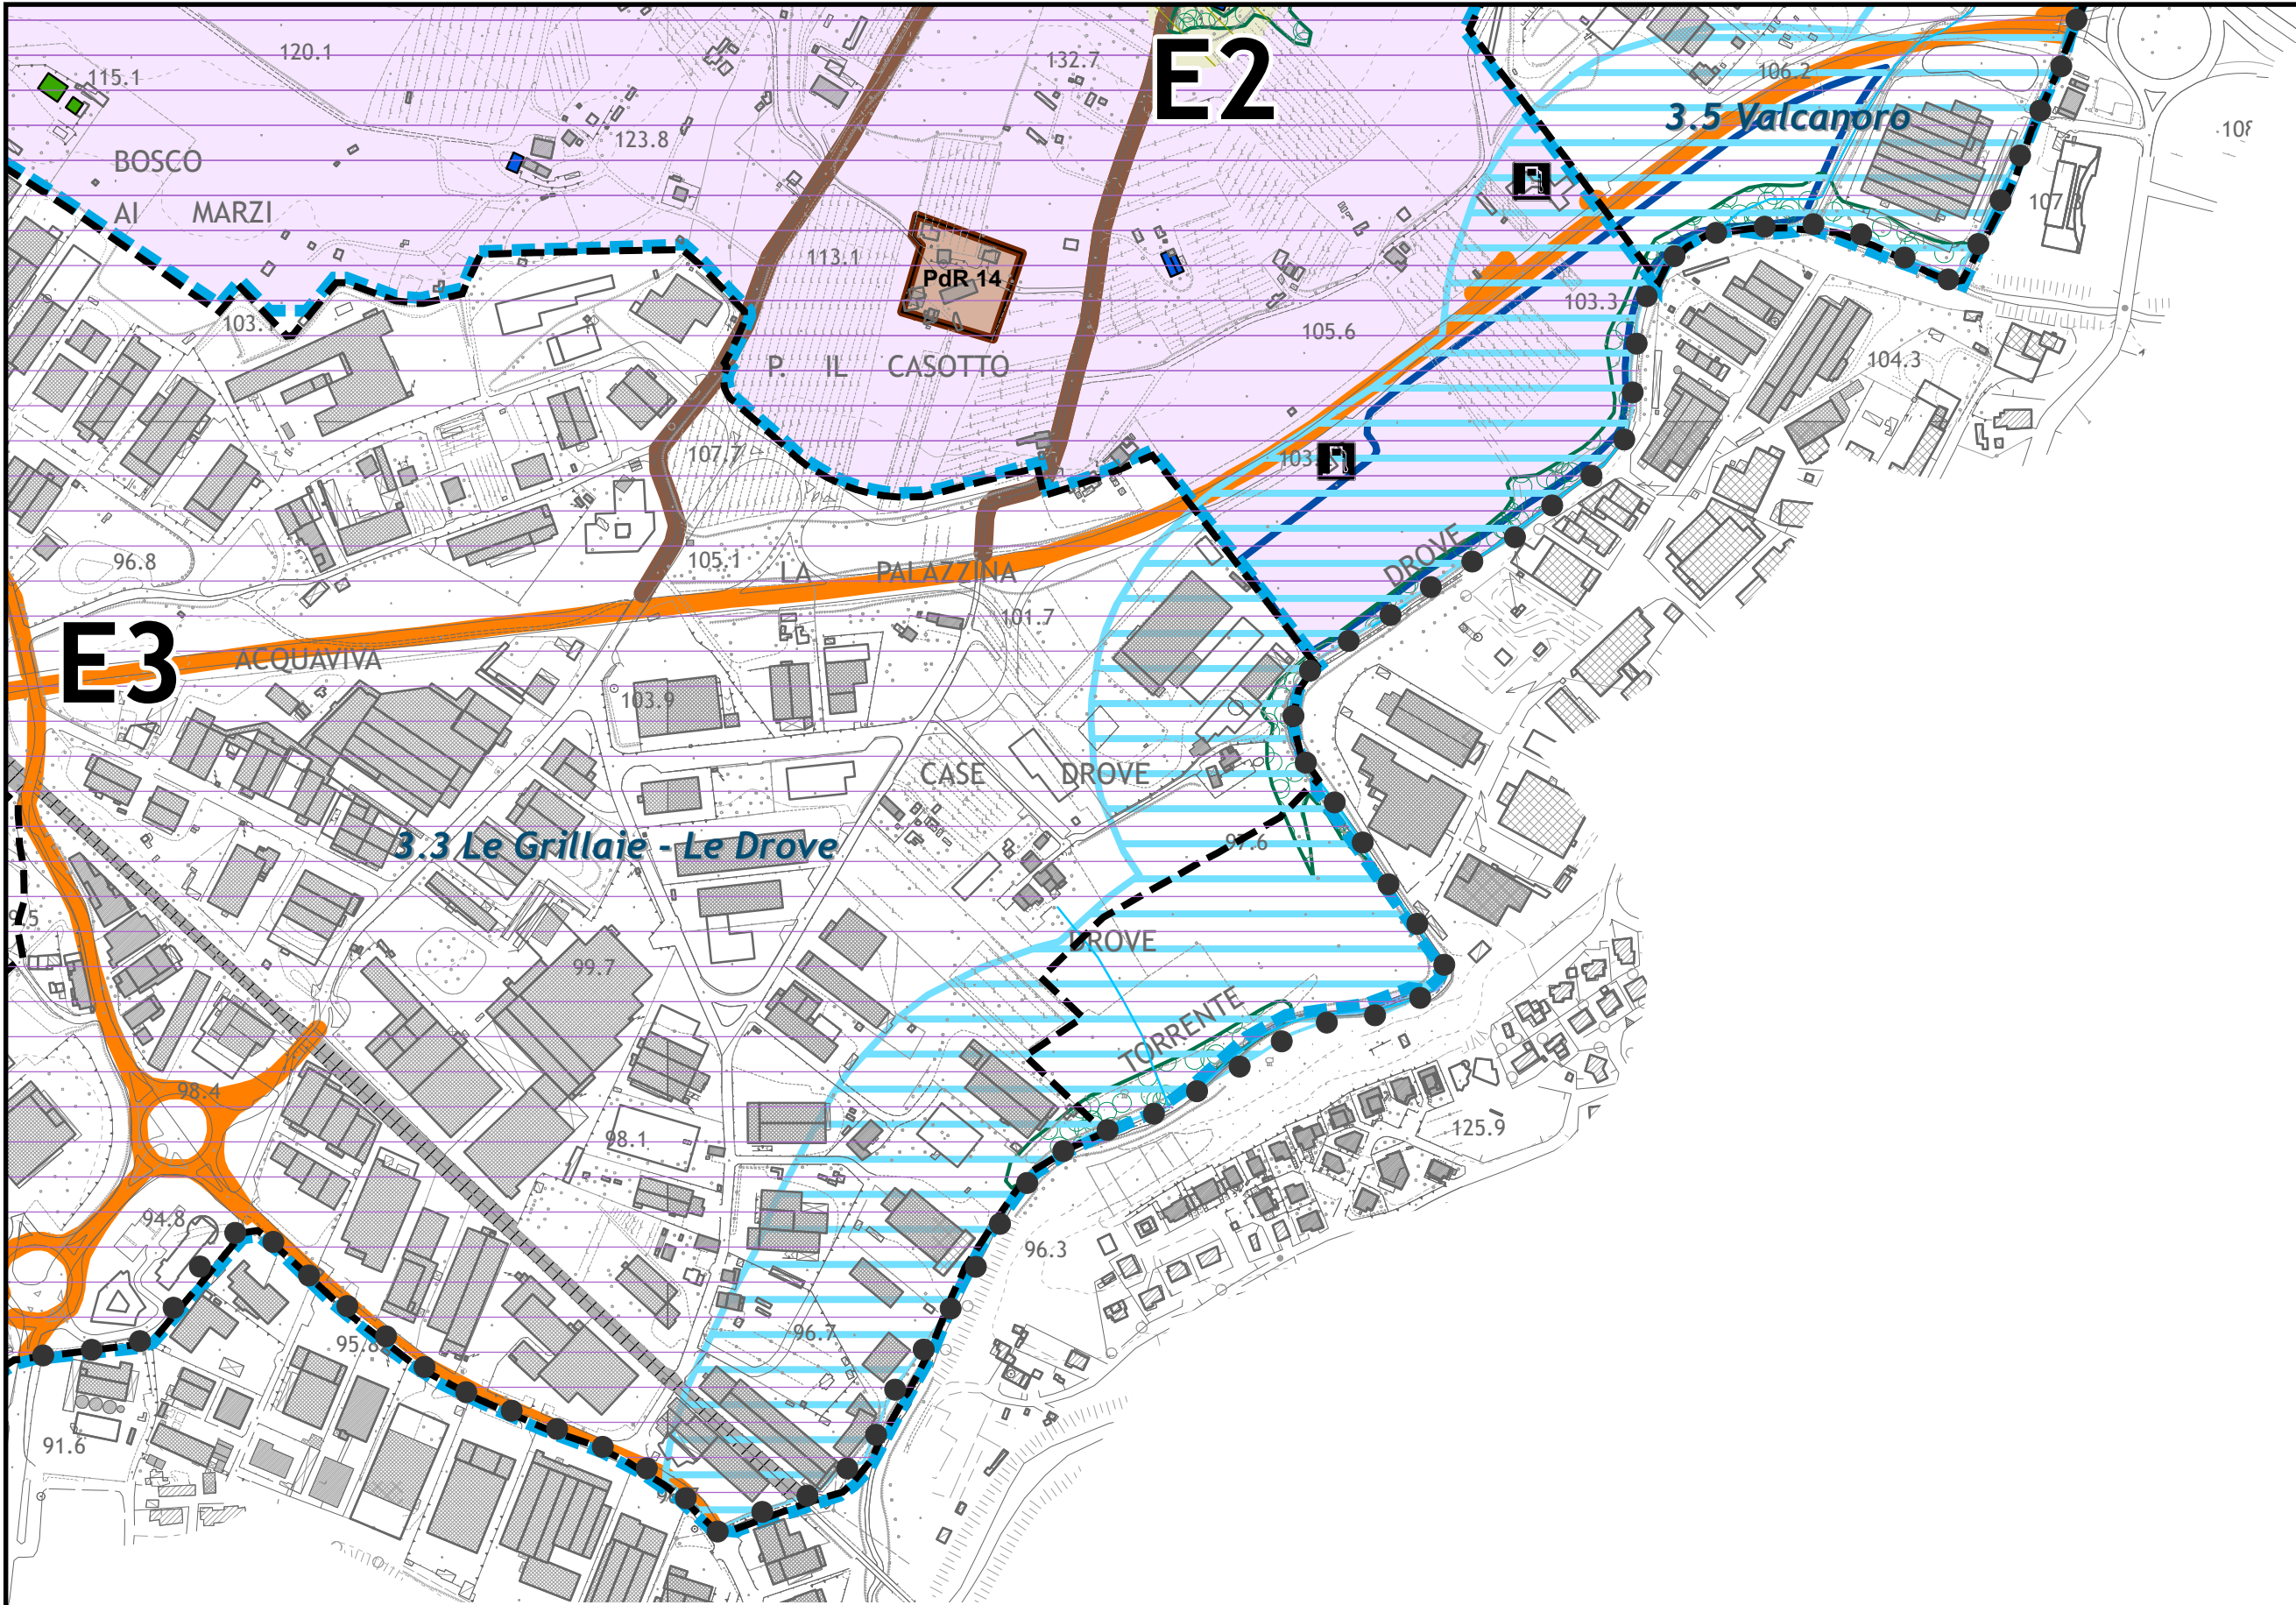 120.1
132.7
E2
106.2
115.1
3.5 Valcanoro
123.8
BOSCO
AI MARZI
113.1
PdR 14
103.3
105.6
104.3
P. IL CASOTTO
107.7
96.8
105.1
LA PALAZZINA
DROVE
101.7
E3
ACQUAVIVA
103.9
CASE DROVE
3.3 Le Grillaie - Le Drove
97.6
DROVE
99.7
TORRENTE
98.4
98.1
125.9
94.8
96.3
96.7
95.8
91.6